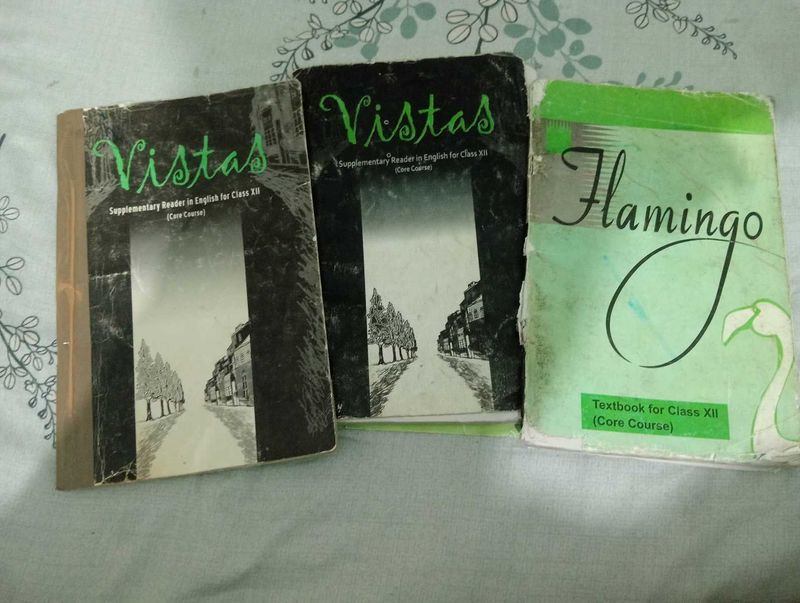 Vistas
Supplementary Reader in English for Class XII
(Core Course)
Vistas
Supplementary Reader in English for Class XII
(Core Course)
Flamingo
Textbook for Class XII
(Core Course)